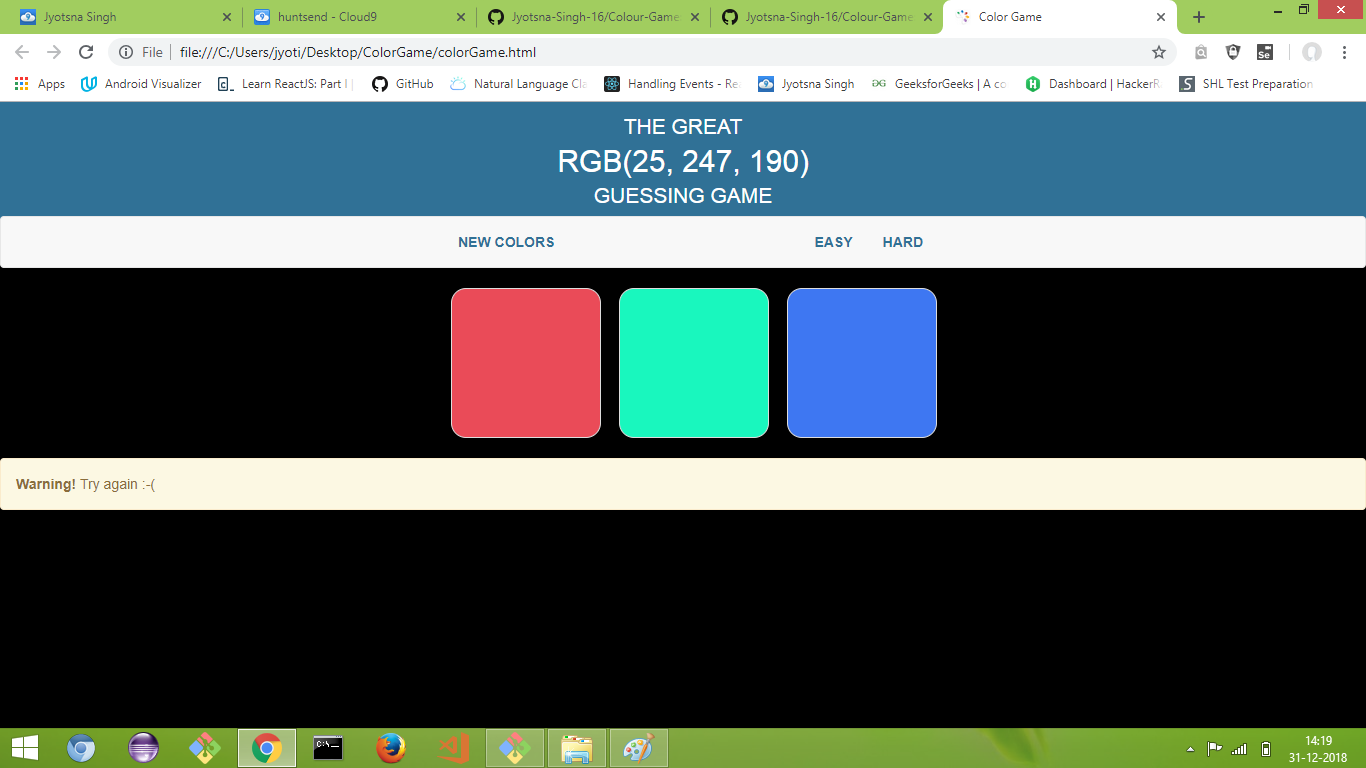 Jyotsna Singh
huntsend - Cloud9
Jyotsna-Singh-16/Colour-Game
Jyotsna-Singh-16/Colour-Game
Color Game
File file:///C:/Users/jyoti/Desktop/ColorGame/colorGame.html
Apps
Android Visualizer
Learn ReactJS: Part I
GitHub
Natural Language Cla
Handling Events - Re
Jyotsna Singh
GeeksforGeeks | A co
Dashboard | HackerR
SHL Test Preparation
THE GREAT
RGB(25, 247, 190)
GUESSING GAME
NEW COLORS EASY HARD
Warning! Try again :-(
14:19
31-12-2018